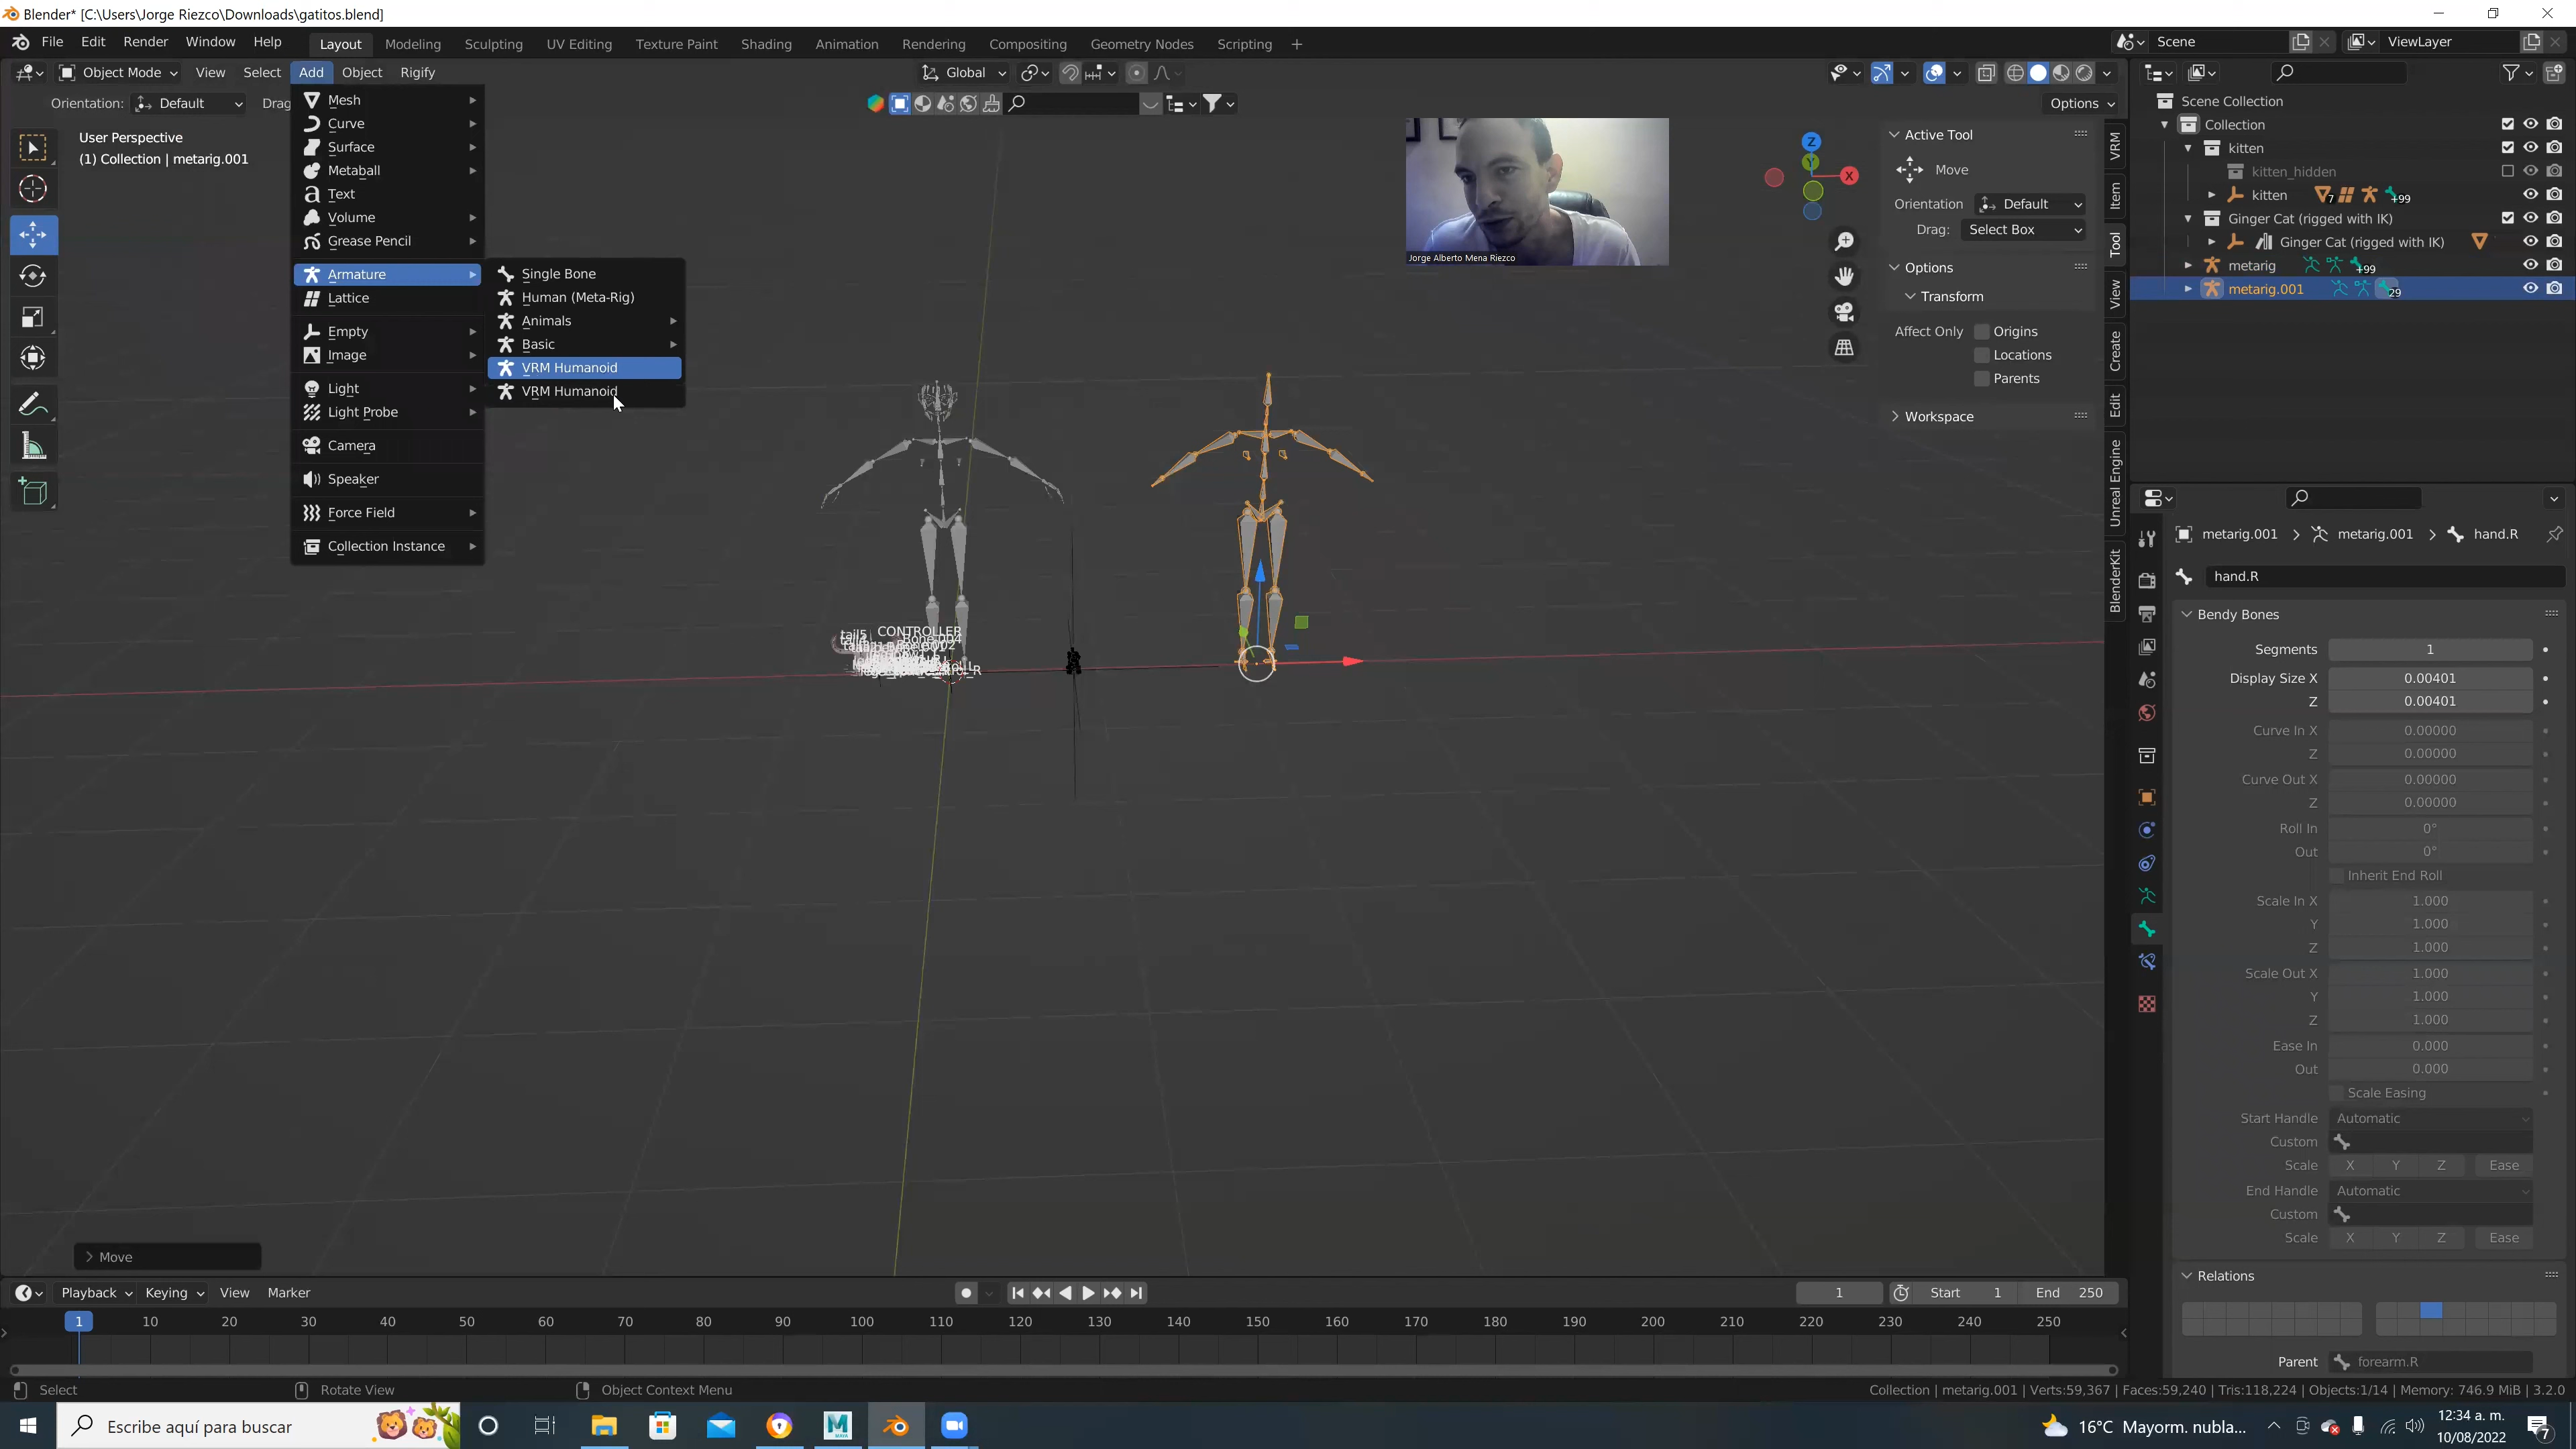 Blender* [C:\Users\Jorge Riezco\Downloads\gatitos.blend]
File Edit Render Window Help
Layout Modeling Sculpting UV Editing Texture Paint Shading Animation Rendering Compositing Geometry Nodes Scripting +
Scene
ViewLayer
Object Mode View Select Add Object Rigify
Global
Orientation: Default Drag
Options
User Perspective
(1) Collection | metarig.001
Mesh
Curve
Surface
Metaball
Text
Volume
Grease Pencil
Armature
Lattice
Empty
Image
Light
Light Probe
Camera
Speaker
Force Field
Collection Instance
Single Bone
Human (Meta-Rig)
Animals
Basic
VRM Humanoid
VRM Humanoid
Jorge Alberto Mena Riezco
Z
Y
X
CONTROLLER
tail5
Active Tool
Move
Orientation Default
Drag: Select Box
Options
Transform
Affect Only Origins
Locations
Parents
Workspace
VRM
Item
Tool
View
Create
Edit
Unreal Engine
BlenderKit
Scene Collection
Collection
kitten
kitten_hidden
kitten 7 +99
Ginger Cat (rigged with IK)
Ginger Cat (rigged with IK)
metarig +99
metarig.001 29
metarig.001 > metarig.001 > hand.R
hand.R
Bendy Bones
Segments 1
Display Size X 0.00401
Z 0.00401
Curve In X 0.00000
Z 0.00000
Curve Out X 0.00000
Z 0.00000
Roll In 0°
Out 0°
Inherit End Roll
Scale In X 1.000
Y 1.000
Z 1.000
Scale Out X 1.000
Y 1.000
Z 1.000
Ease In 0.000
Out 0.000
Scale Easing
Start Handle Automatic
Custom
Scale X Y Z Ease
End Handle Automatic
Custom
Scale X Y Z Ease
Relations
Parent forearm.R
Move
Playback Keying View Marker
1 Start 1 End 250
1 10 20 30 40 50 60 70 80 90 100 110 120 130 140 150 160 170 180 190 200 210 220 230 240 250
Select Rotate View Object Context Menu
Collection | metarig.001 | Verts:59,367 | Faces:59,240 | Tris:118,224 | Objects:1/14 | Memory: 746.9 MiB | 3.2.0
Escribe aquí para buscar
16°C Mayorm. nubla...
12:34 a. m.
10/08/2022
7